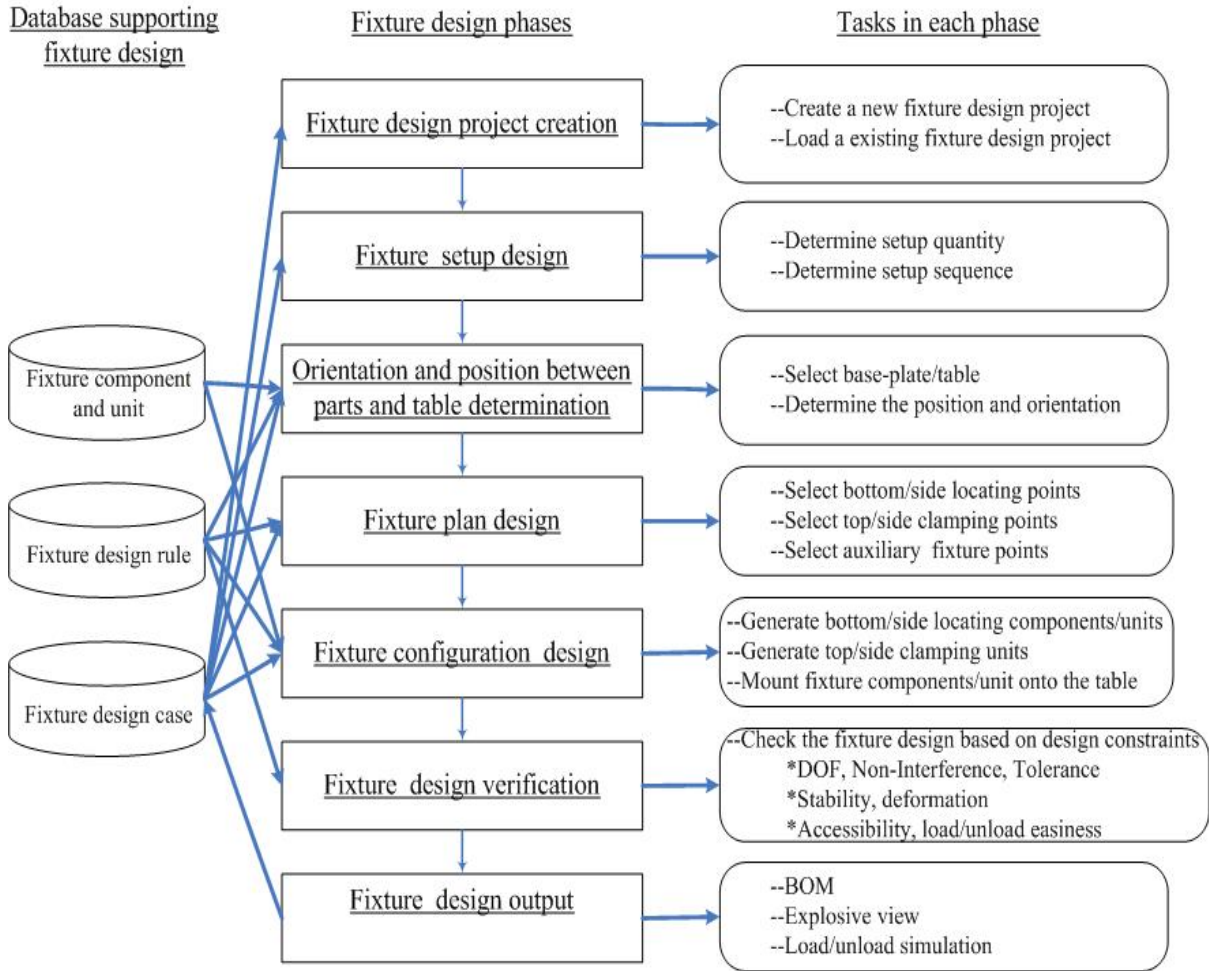 Database supporting
fixture design
Fixture design phases
Tasks in each phase
Fixture design project creation
--Create a new fixture design project
--Load a existing fixture design project
Fixture setup design
--Determine setup quantity
--Determine setup sequence
Fixture component
and unit
Orientation and position between
parts and table determination
--Select base-plate/table
--Determine the position and orientation
Fixture design rule
Fixture plan design
--Select bottom/side locating points
--Select top/side clamping points
--Select auxiliary fixture points
Fixture design case
Fixture configuration design
--Generate bottom/side locating components/units
--Generate top/side clamping units
--Mount fixture components/unit onto the table
Fixture design verification
--Check the fixture design based on design constraints
*DOF, Non-Interference, Tolerance
*Stability, deformation
*Accessibility, load/unload easiness
Fixture design output
--BOM
--Explosive view
--Load/unload simulation